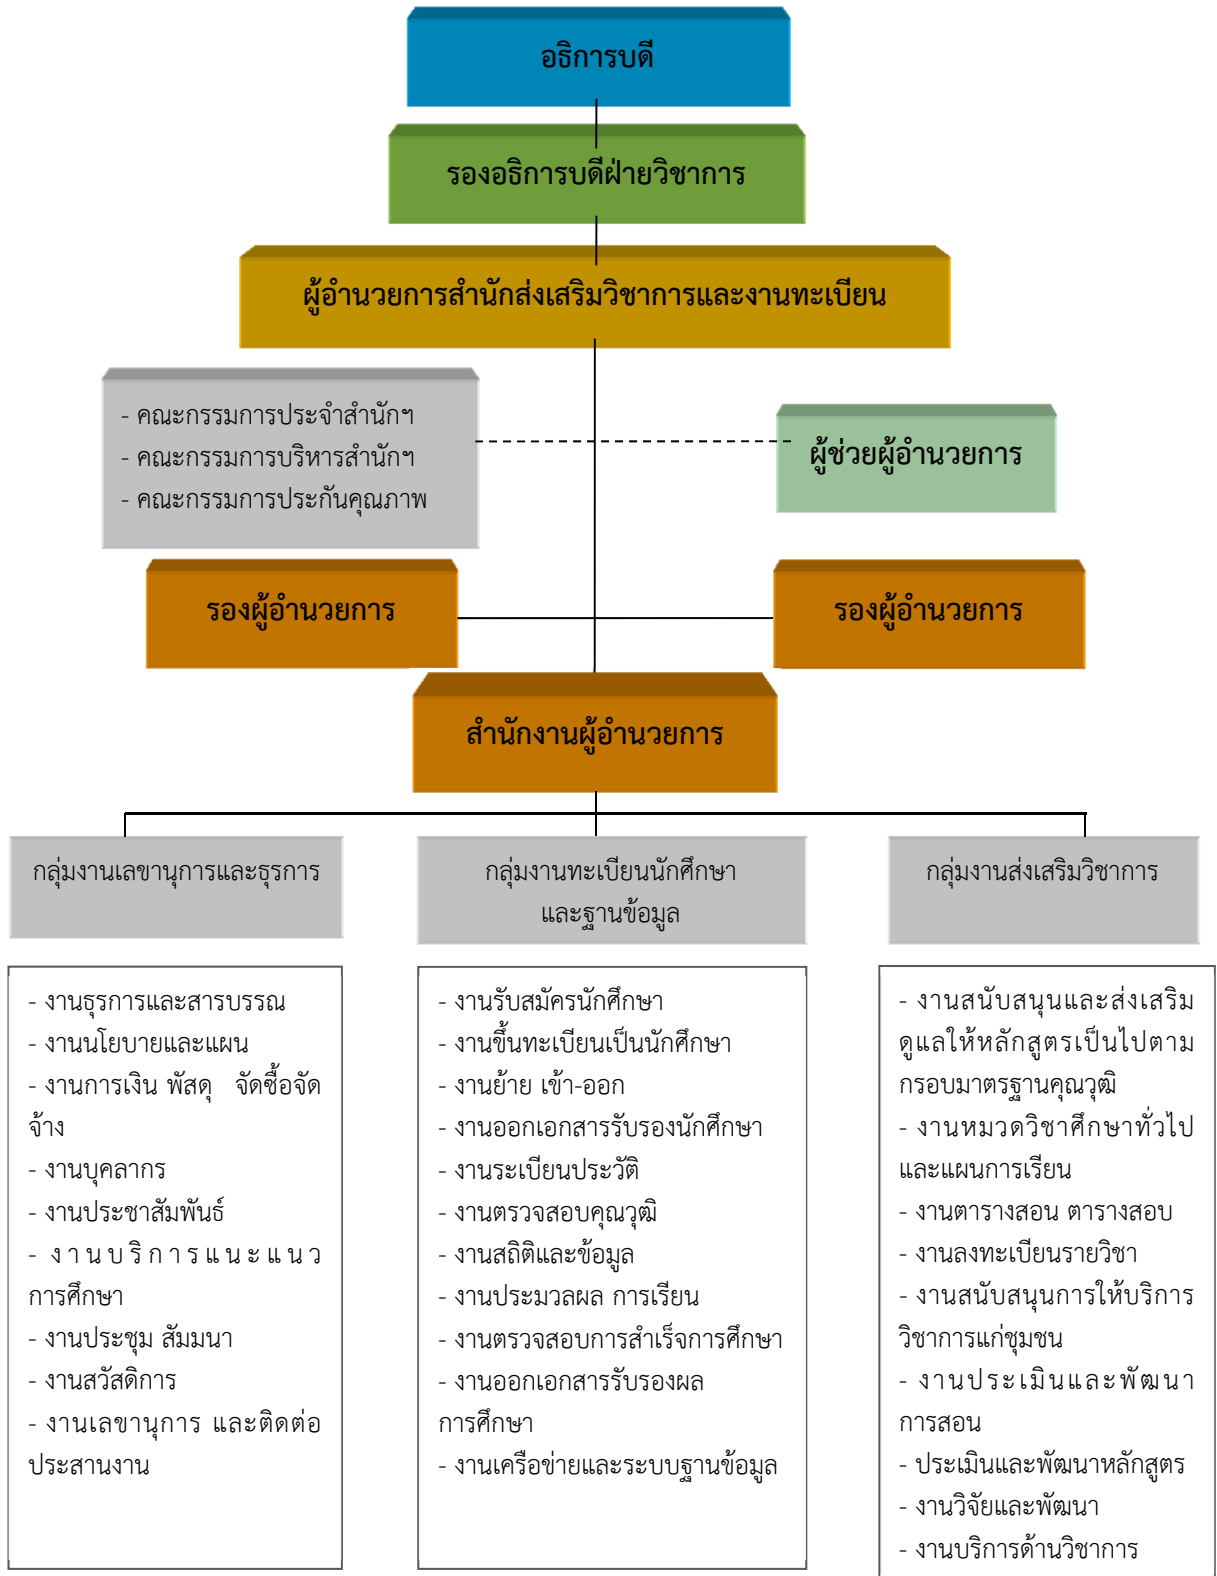 อธิการบดี
รองอธิการบดีฝ่ายวิชาการ
ผู้อำนวยการสำนักส่งเสริมวิชาการและงานทะเบียน
- คณะกรรมการประจำสำนักฯ
- คณะกรรมการบริหารสำนักฯ
- คณะกรรมการประกันคุณภาพ
ผู้ช่วยผู้อำนวยการ
รองผู้อำนวยการ
รองผู้อำนวยการ
สำนักงานผู้อำนวยการ
กลุ่มงานเลขานุการและธุรการ
- งานธุรการและสารบรรณ
- งานนโยบายและแผน
- งานการเงิน พัสดุ จัดซื้อจัด
จ้าง
- งานบุคลากร
- งานประชาสัมพันธ์
- งานบริการแนะแนว
การศึกษา
- งานประชุม สัมมนา
- งานสวัสดิการ
- งานเลขานุการ และติดต่อ
ประสานงาน
กลุ่มงานทะเบียนนักศึกษา
และฐานข้อมูล
- งานรับสมัครนักศึกษา
- งานขึ้นทะเบียนเป็นนักศึกษา
- งานย้าย เข้า-ออก
- งานออกเอกสารรับรองนักศึกษา
- งานระเบียนประวัติ
- งานตรวจสอบคุณวุฒิ
- งานสถิติและข้อมูล
- งานประมวลผล การเรียน
- งานตรวจสอบการสำเร็จการศึกษา
- งานออกเอกสารรับรองผล
การศึกษา
- งานเครือข่ายและระบบฐานข้อมูล
กลุ่มงานส่งเสริมวิชาการ
- งานสนับสนุนและส่งเสริม
ดูแลให้หลักสูตรเป็นไปตาม
กรอบมาตรฐานคุณวุฒิ
- งานหมวดวิชาศึกษาทั่วไป
และแผนการเรียน
- งานตารางสอน ตารางสอบ
- งานลงทะเบียนรายวิชา
- งานสนับสนุนการให้บริการ
วิชาการแก่ชุมชน
- งานประเมินและพัฒนา
การสอน
- ประเมินและพัฒนาหลักสูตร
- งานวิจัยและพัฒนา
- งานบริการด้านวิชาการ